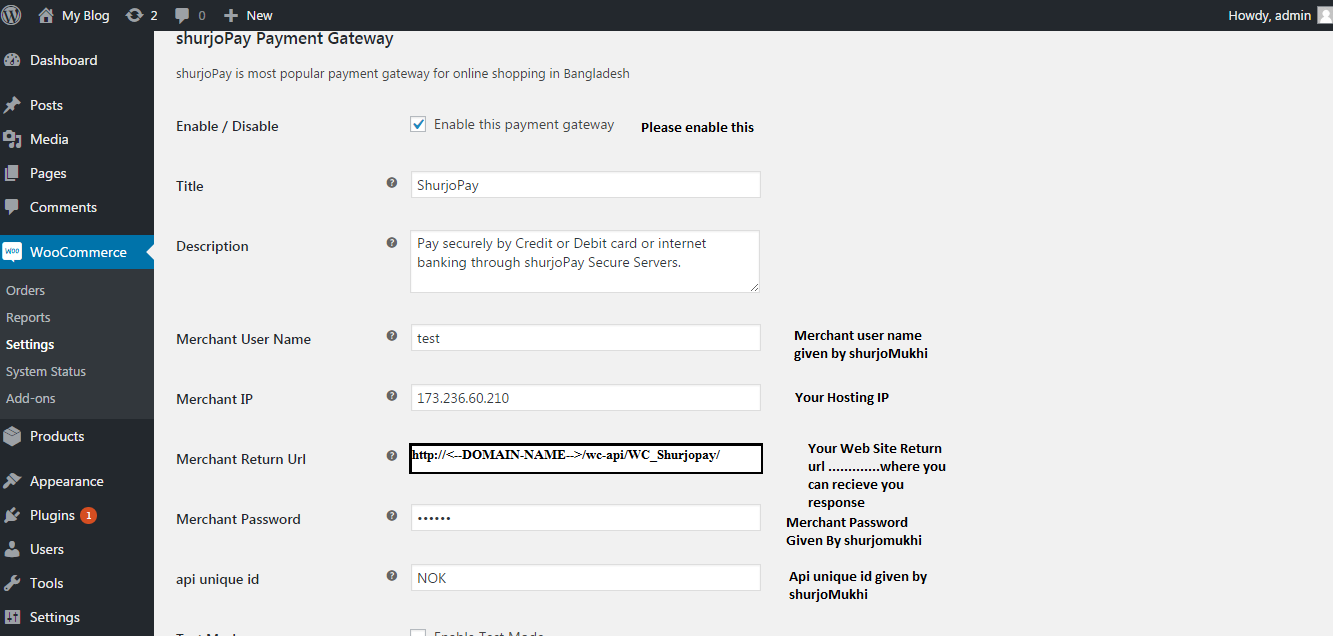 My Blog 2 0 New Howdy, admin
shurjoPay Payment Gateway
Dashboard
shurjoPay is most popular payment gateway for online shopping in Bangladesh
Posts
Enable / Disable Enable this payment gateway Please enable this
Media
Pages
Title ? ShurjoPay
Comments
WooCommerce
Description ? Pay securely by Credit or Debit card or internet
banking through shurjoPay Secure Servers.
Orders
Reports
Settings
Merchant User Name ? test
Merchant user name
given by shurjoMukhi
System Status
Add-ons
Merchant IP ? 173.236.60.210 Your Hosting IP
Products
Merchant Return Url ? http://<--DOMAIN-NAME-->/wc-api/WC_Shurjopay/
Your Web Site Return
url .............where you
can recieve you
response
Appearance
Plugins 1
Merchant Password ? ••••••
Merchant Password
Given By shurjomukhi
Users
Tools
api unique id ? NOK
Api unique id given by
shurjoMukhi
Settings